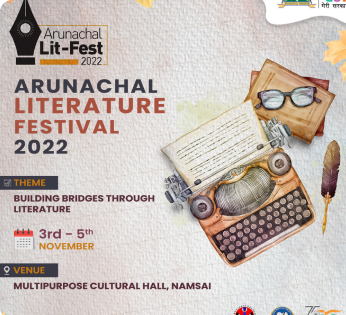 Arunachal
Lit-Fest
2022
गेरी सरका
ARUNACHAL
LITERATURE
FESTIVAL
2022
THEME
BUILDING BRIDGES THROUGH
LITERATURE
3rd - 5th
NOVEMBER
VENUE
MULTIPURPOSE CULTURAL HALL, NAMSAI